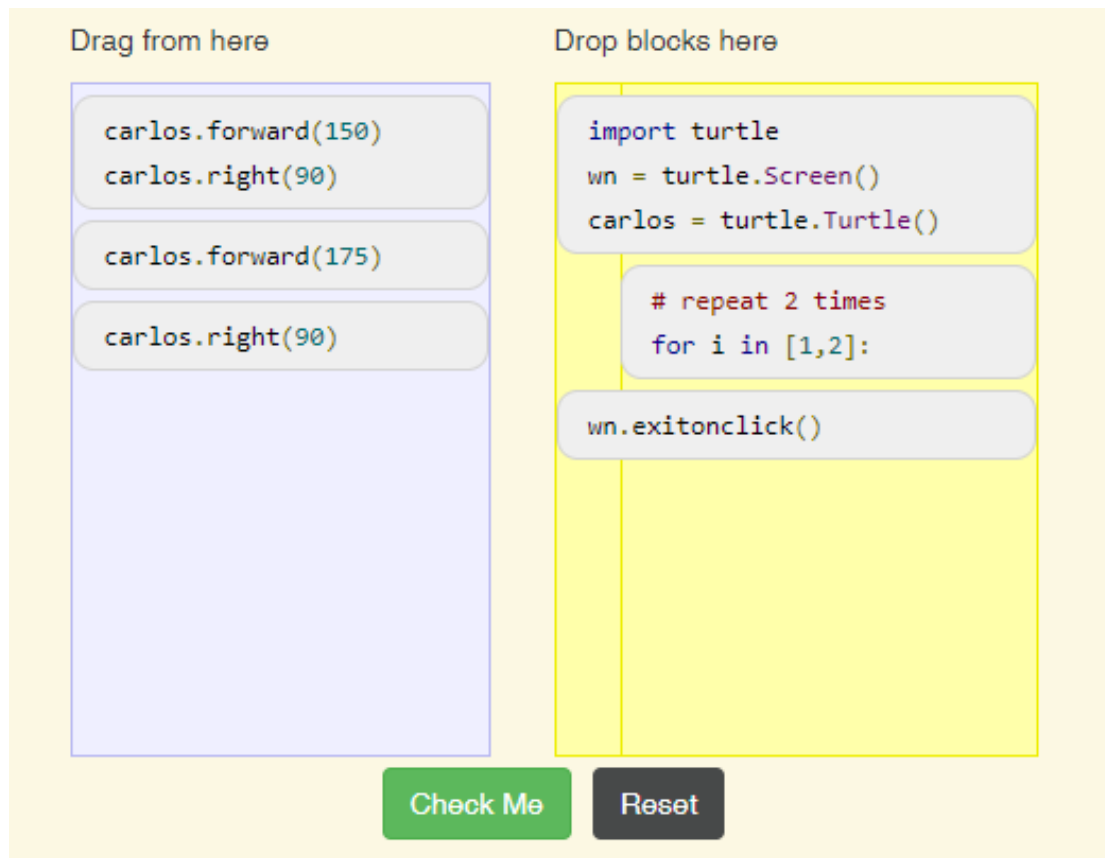 Drag from here
carlos.forward(150)
carlos.right(90)
carlos.forward(175)
carlos.right(90)
Drop blocks here
import turtle
wn = turtle.Screen()
carlos = turtle.Turtle()
# repeat 2 times
for i in [1,2]:
wn.exitonclick()
Check Me
Reset